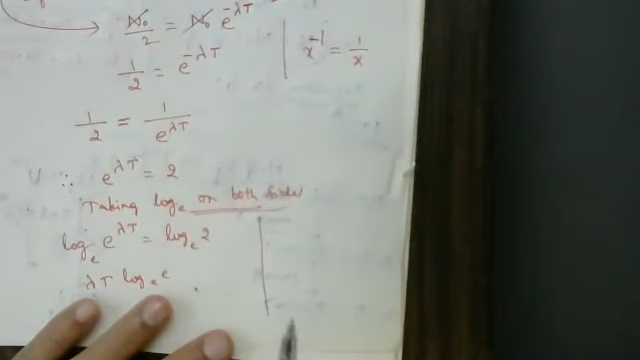 N₀/2 = N₀ e^-λT
x^-1 = 1/x
1/2 = e^-λT
1/2 = 1/e^λT
∴ e^λT = 2
Taking logₑ on both sides
logₑ e^λT = logₑ 2
λT logₑ e